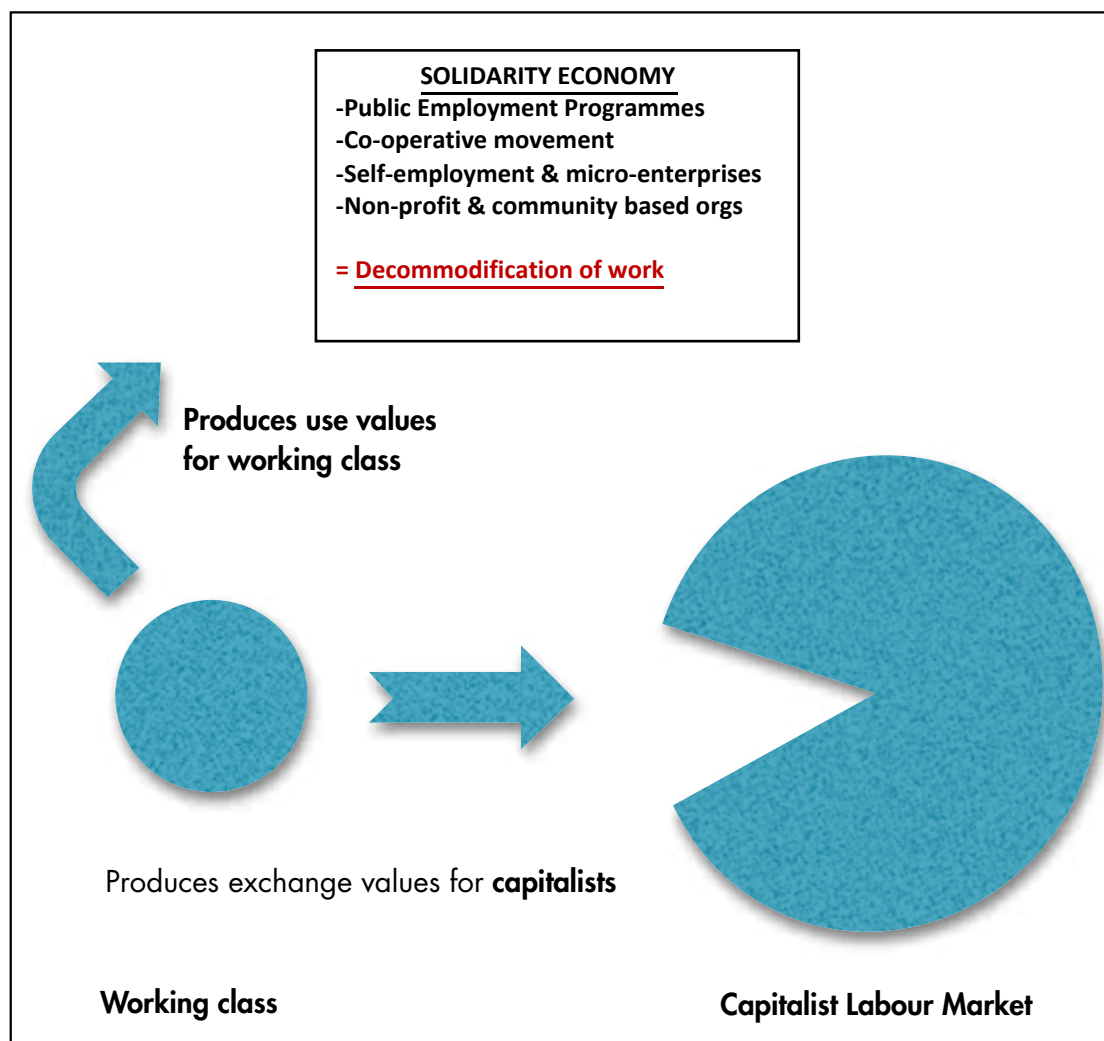 SOLIDARITY ECONOMY
-Public Employment Programmes
-Co-operative movement
-Self-employment & micro-enterprises
-Non-profit & community based orgs
= Decommodification of work
Produces use values
for working class
Produces exchange values for capitalists
Working class
Capitalist Labour Market